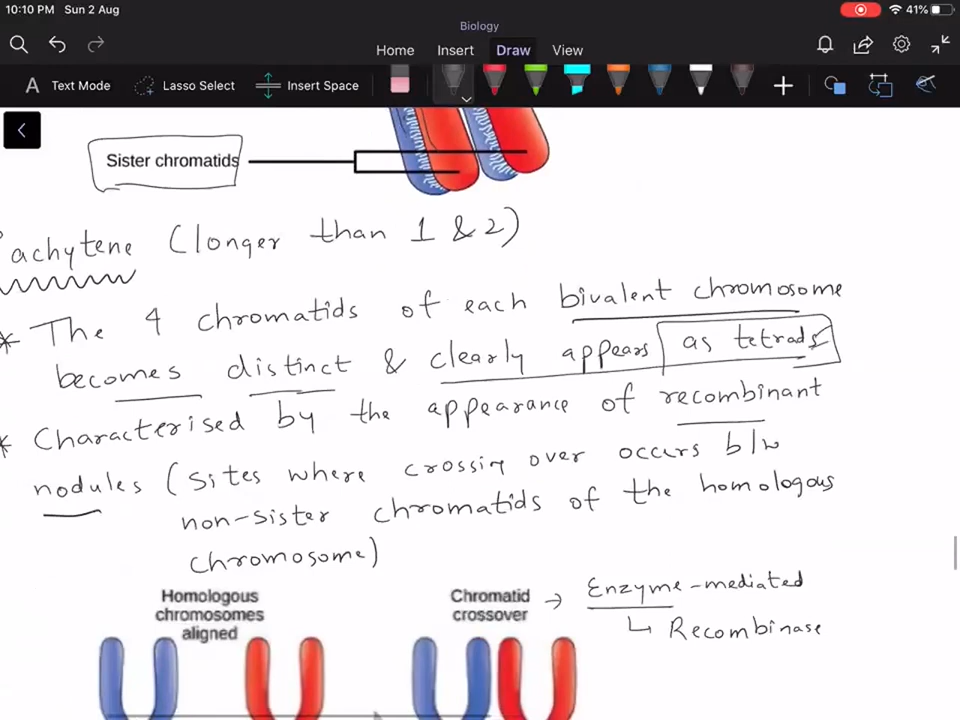 10:10 PM Sun 2 Aug 41%
Biology
Home Insert Draw View
Text Mode Lasso Select Insert Space
Sister chromatids
achytene (longer than 1 & 2)
* The 4 chromatids of each bivalent chromosome
becomes distinct & clearly appears as tetrads
* Characterised by the appearance of recombinant
nodules (sites where crossing over occurs b/w
non-sister chromatids of the homologous
chromosome)
Homologous
chromosomes
aligned
Chromatid
crossover
→ Enzyme-mediated
↳ Recombinase